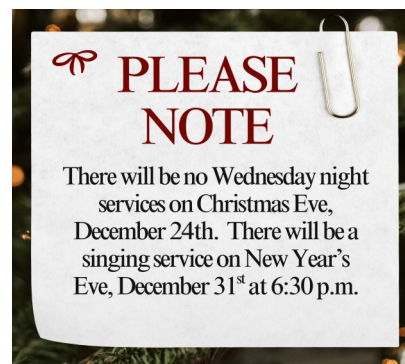 PLEASE
NOTE
There will be no Wednesday night
services on Christmas Eve,
December 24th.  There will be a
singing service on New Year’s
Eve, December 31st at 6:30 p.m.